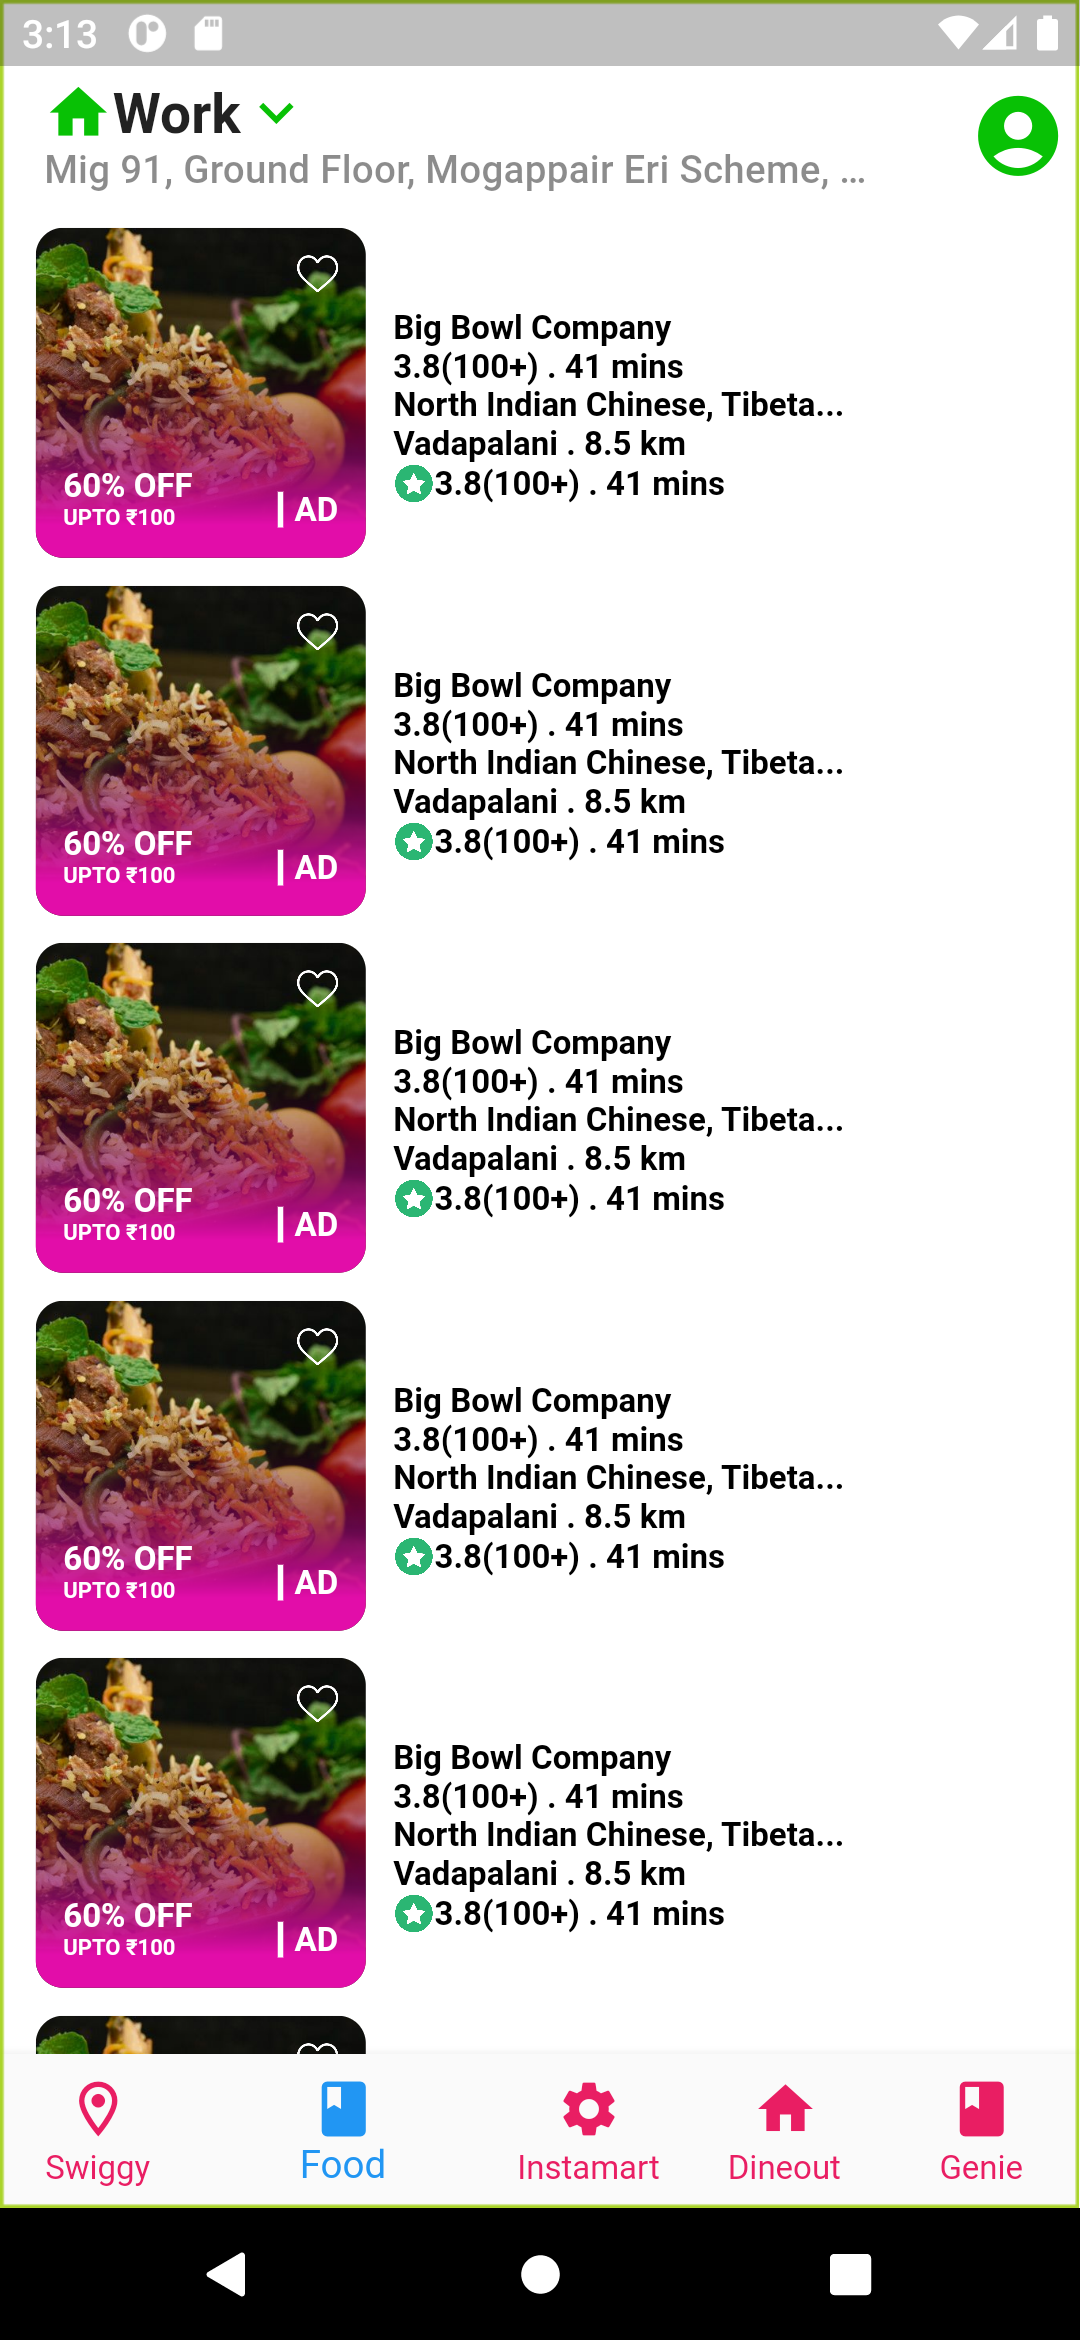 3:13
Work
Mig 91, Ground Floor, Mogappair Eri Scheme, ...
Big Bowl Company
3.8(100+) . 41 mins
North Indian Chinese, Tibeta...
Vadapalani . 8.5 km
3.8(100+) . 41 mins
60% OFF
UPTO ₹100
AD
Big Bowl Company
3.8(100+) . 41 mins
North Indian Chinese, Tibeta...
Vadapalani . 8.5 km
3.8(100+) . 41 mins
60% OFF
UPTO ₹100
AD
Big Bowl Company
3.8(100+) . 41 mins
North Indian Chinese, Tibeta...
Vadapalani . 8.5 km
3.8(100+) . 41 mins
60% OFF
UPTO ₹100
AD
Big Bowl Company
3.8(100+) . 41 mins
North Indian Chinese, Tibeta...
Vadapalani . 8.5 km
3.8(100+) . 41 mins
60% OFF
UPTO ₹100
AD
Big Bowl Company
3.8(100+) . 41 mins
North Indian Chinese, Tibeta...
Vadapalani . 8.5 km
3.8(100+) . 41 mins
60% OFF
UPTO ₹100
AD
Swiggy
Food
Instamart
Dineout
Genie